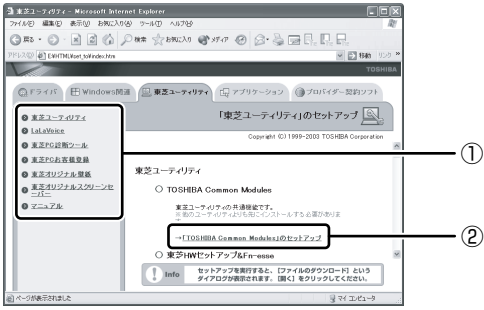 東芝ユーティリティ - Microsoft Internet Explorer
ファイル(F) 編集(E) 表示(V) お気に入り(A) ツール(T) ヘルプ(H)
戻る 検索 お気に入り メディア
アドレス(D) E:¥HTML¥set_to¥index.htm 移動 リンク »
TOSHIBA
ドライバ Windows関連 東芝ユーティリティ アプリケーション プロバイダー契約ソフト
「東芝ユーティリティ」のセットアップ
Copyright (C) 1999-2003 TOSHIBA Corporation
東芝ユーティリティ
LaLaVoice
東芝PC診断ツール
東芝PCお客様登録
東芝オリジナル壁紙
東芝オリジナルスクリーンセーバー
マニュアル
①
東芝ユーティリティ
TOSHIBA Common Modules
東芝ユーティリティの共通機能です。
※他のユーティリティよりも先にインストールする必要があります。
→「TOSHIBA Common Modules」のセットアップ
②
東芝HWセットアップ&Fn-esse
Info セットアップを実行すると、[ファイルのダウンロード] という
ダイアログが表示されます。[開く] をクリックしてください。
ページが表示されました マイ コンピュータ